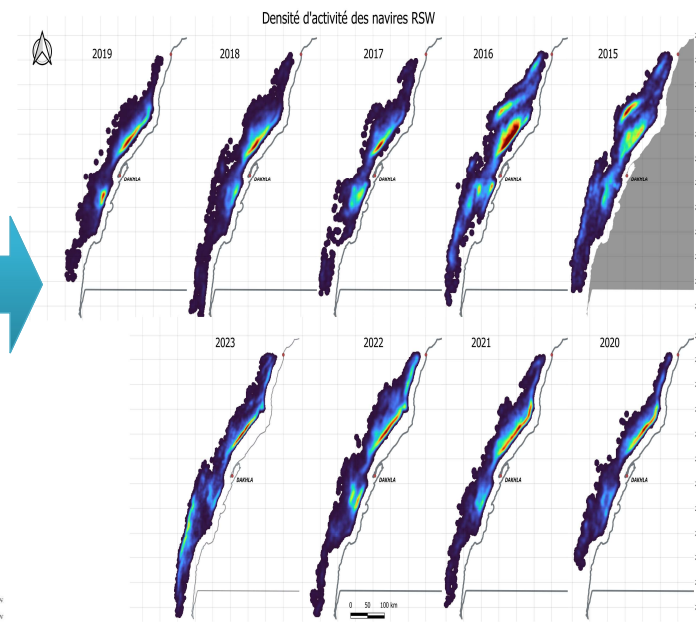 Densité d'activité des navires RSW
2019
2018
2017
2016
2015
DAKHLA
DAKHLA
DAKHLA
DAKHLA
DAKHLA
2023
2022
2021
2020
DAKHLA
DAKHLA
DAKHLA
DAKHLA
0 50 100 km